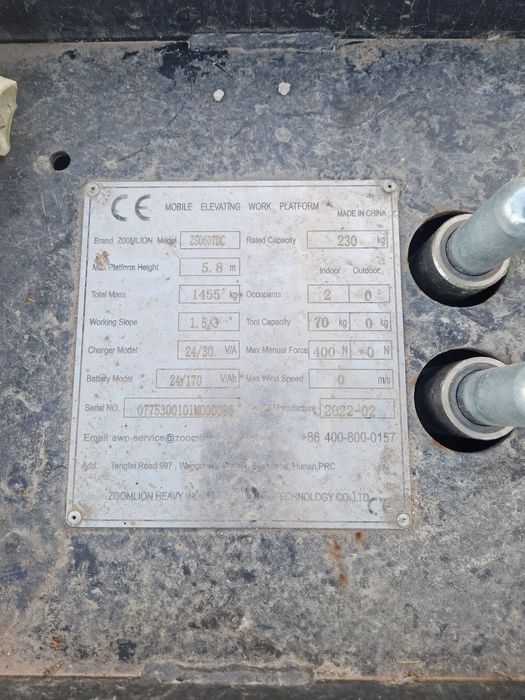 CE MOBILE ELEVATING WORK PLATFORM MADE IN CHINA
Brand ZOOMLION Model ZS0607DC Rated Capacity 230 kg
Max Platform Height 5.8 m Indoor Outdoor
Total Mass 1455 kg Occupants 2 0
Working Slope 1.5/3 ° Tool Capacity 70 kg 0 kg
Charger Model 24/30 V/A Max Manual Force 400 N 0 N
Battery Model 24/170 V/Ah Max Wind Speed 0 m/s
Serial NO. Of Manufacture 2022-02
Email awp-service@zoomlion +86 400-800-0157
Add: Tengfei Road 997, Hunan,PRC
ZOOMLION HEAVY TECHNOLOGY CO.,LTD.